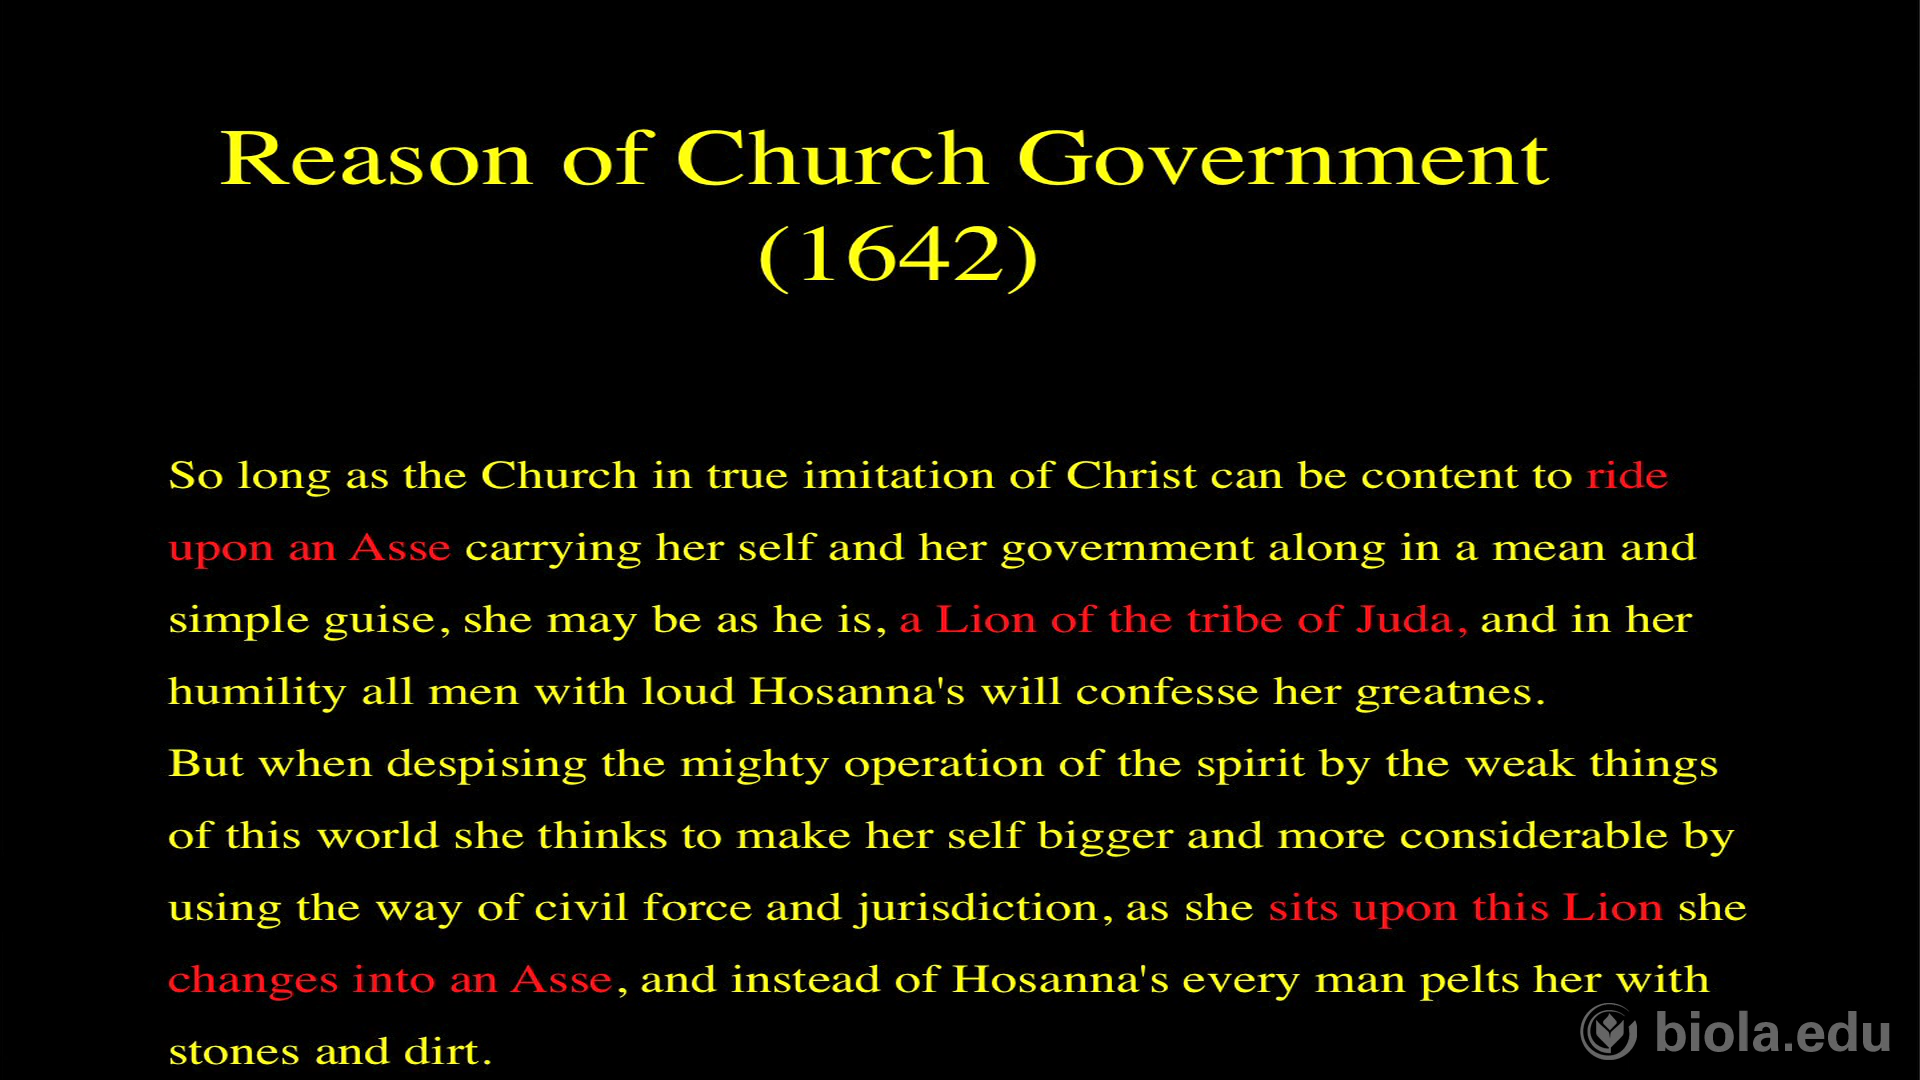 Reason of Church Government
(1642)
So long as the Church in true imitation of Christ can be content to ride
upon an Asse carrying her self and her government along in a mean and
simple guise, she may be as he is, a Lion of the tribe of Juda, and in her
humility all men with loud Hosanna's will confesse her greatnes.
But when despising the mighty operation of the spirit by the weak things
of this world she thinks to make her self bigger and more considerable by
using the way of civil force and jurisdiction, as she sits upon this Lion she
changes into an Asse, and instead of Hosanna's every man pelts her with
stones and dirt.
biola.edu